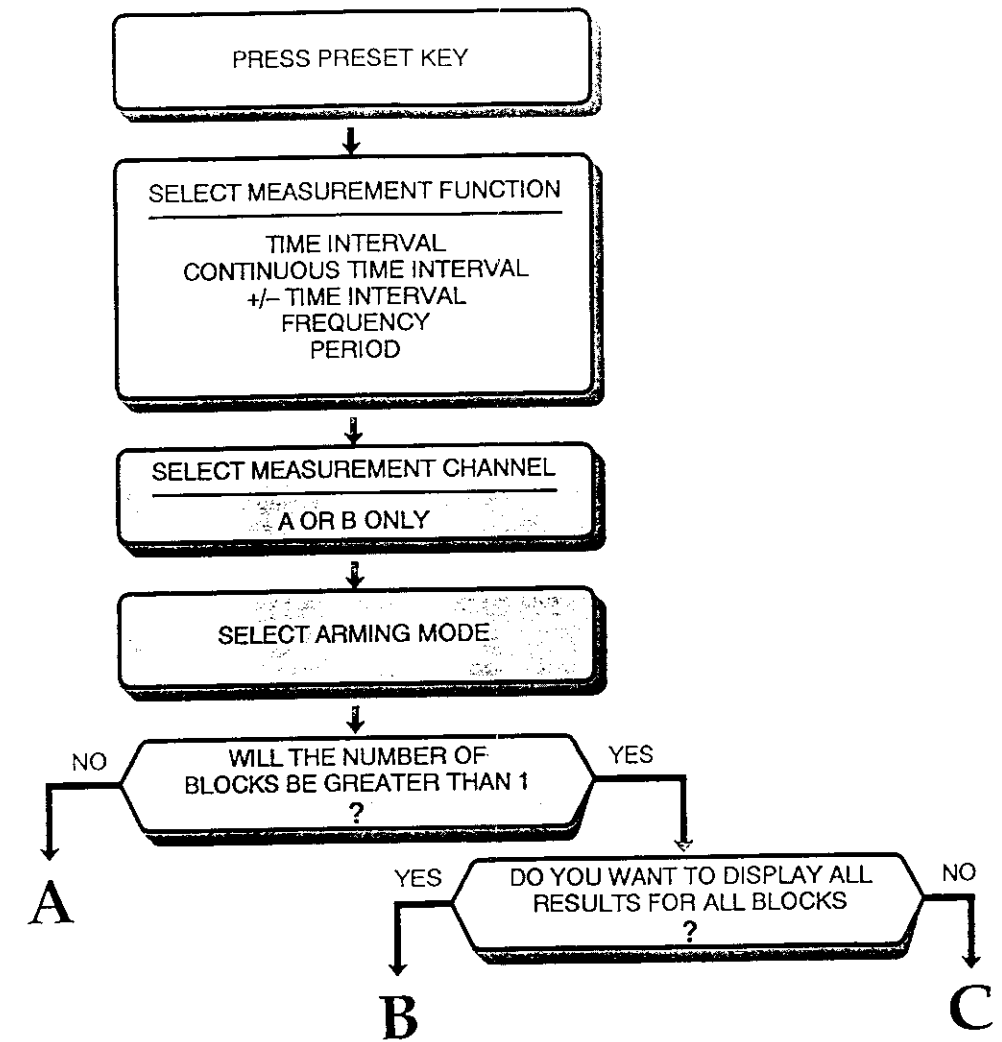 PRESS PRESET KEY
SELECT MEASUREMENT FUNCTION
TIME INTERVAL
CONTINUOUS TIME INTERVAL
+/– TIME INTERVAL
FREQUENCY
PERIOD
SELECT MEASUREMENT CHANNEL
A OR B ONLY
SELECT ARMING MODE
NO
WILL THE NUMBER OF
BLOCKS BE GREATER THAN 1
?
YES
A
YES
DO YOU WANT TO DISPLAY ALL
RESULTS FOR ALL BLOCKS
?
NO
B
C